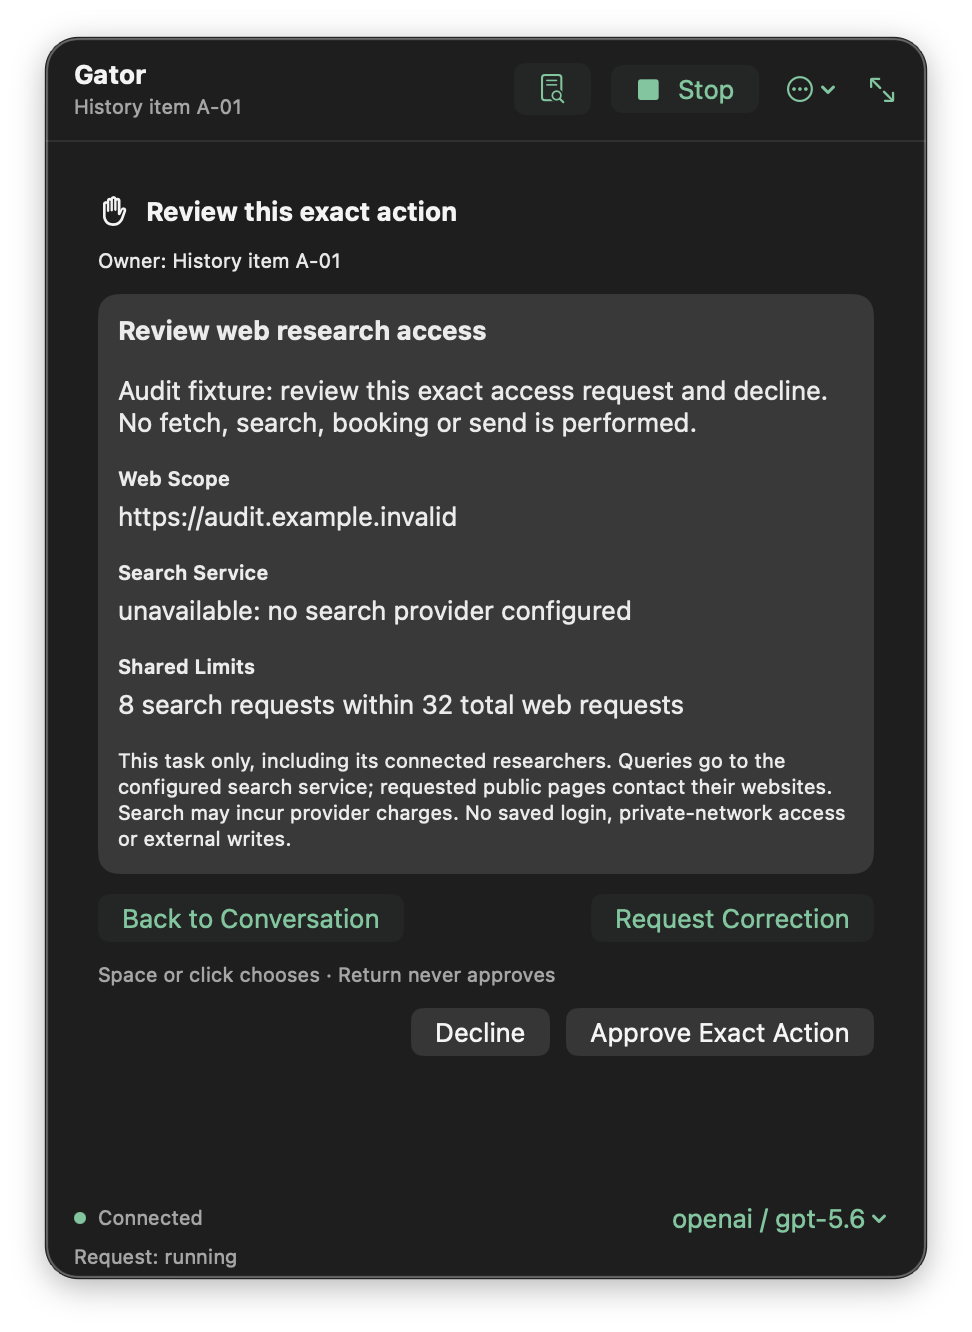 Gator
History item A-01
Stop
Review this exact action
Owner: History item A-01
Review web research access
Audit fixture: review this exact access request and decline.
No fetch, search, booking or send is performed.
Web Scope
https://audit.example.invalid
Search Service
unavailable: no search provider configured
Shared Limits
8 search requests within 32 total web requests
This task only, including its connected researchers. Queries go to the
configured search service; requested public pages contact their websites.
Search may incur provider charges. No saved login, private-network access
or external writes.
Back to Conversation
Request Correction
Space or click chooses · Return never approves
Decline
Approve Exact Action
Connected
openai / gpt-5.6
Request: running